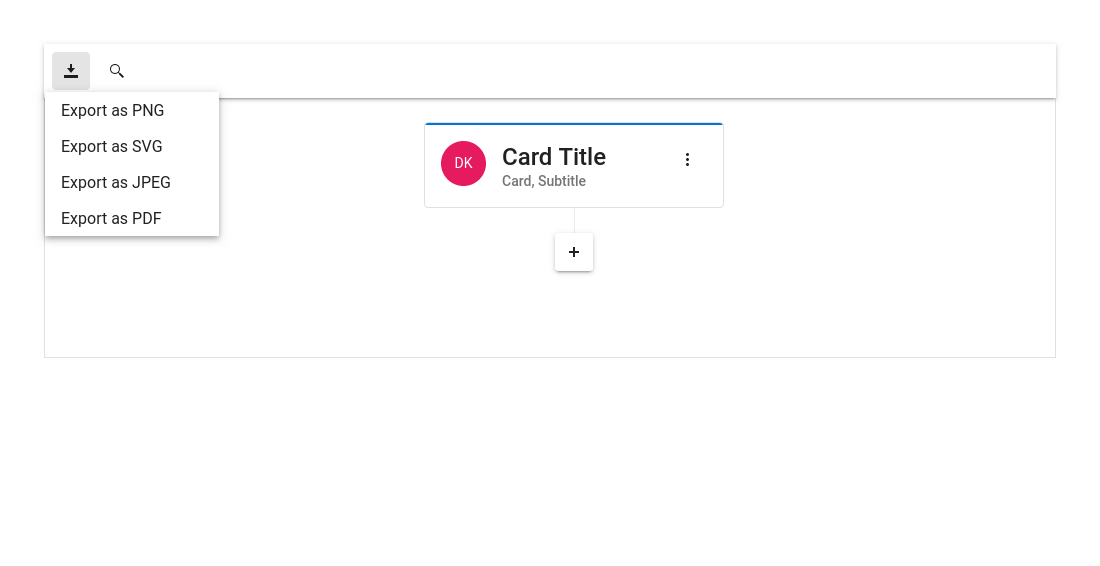 Export as PNG
Export as SVG
Export as JPEG
Export as PDF
DK
Card Title
Card, Subtitle